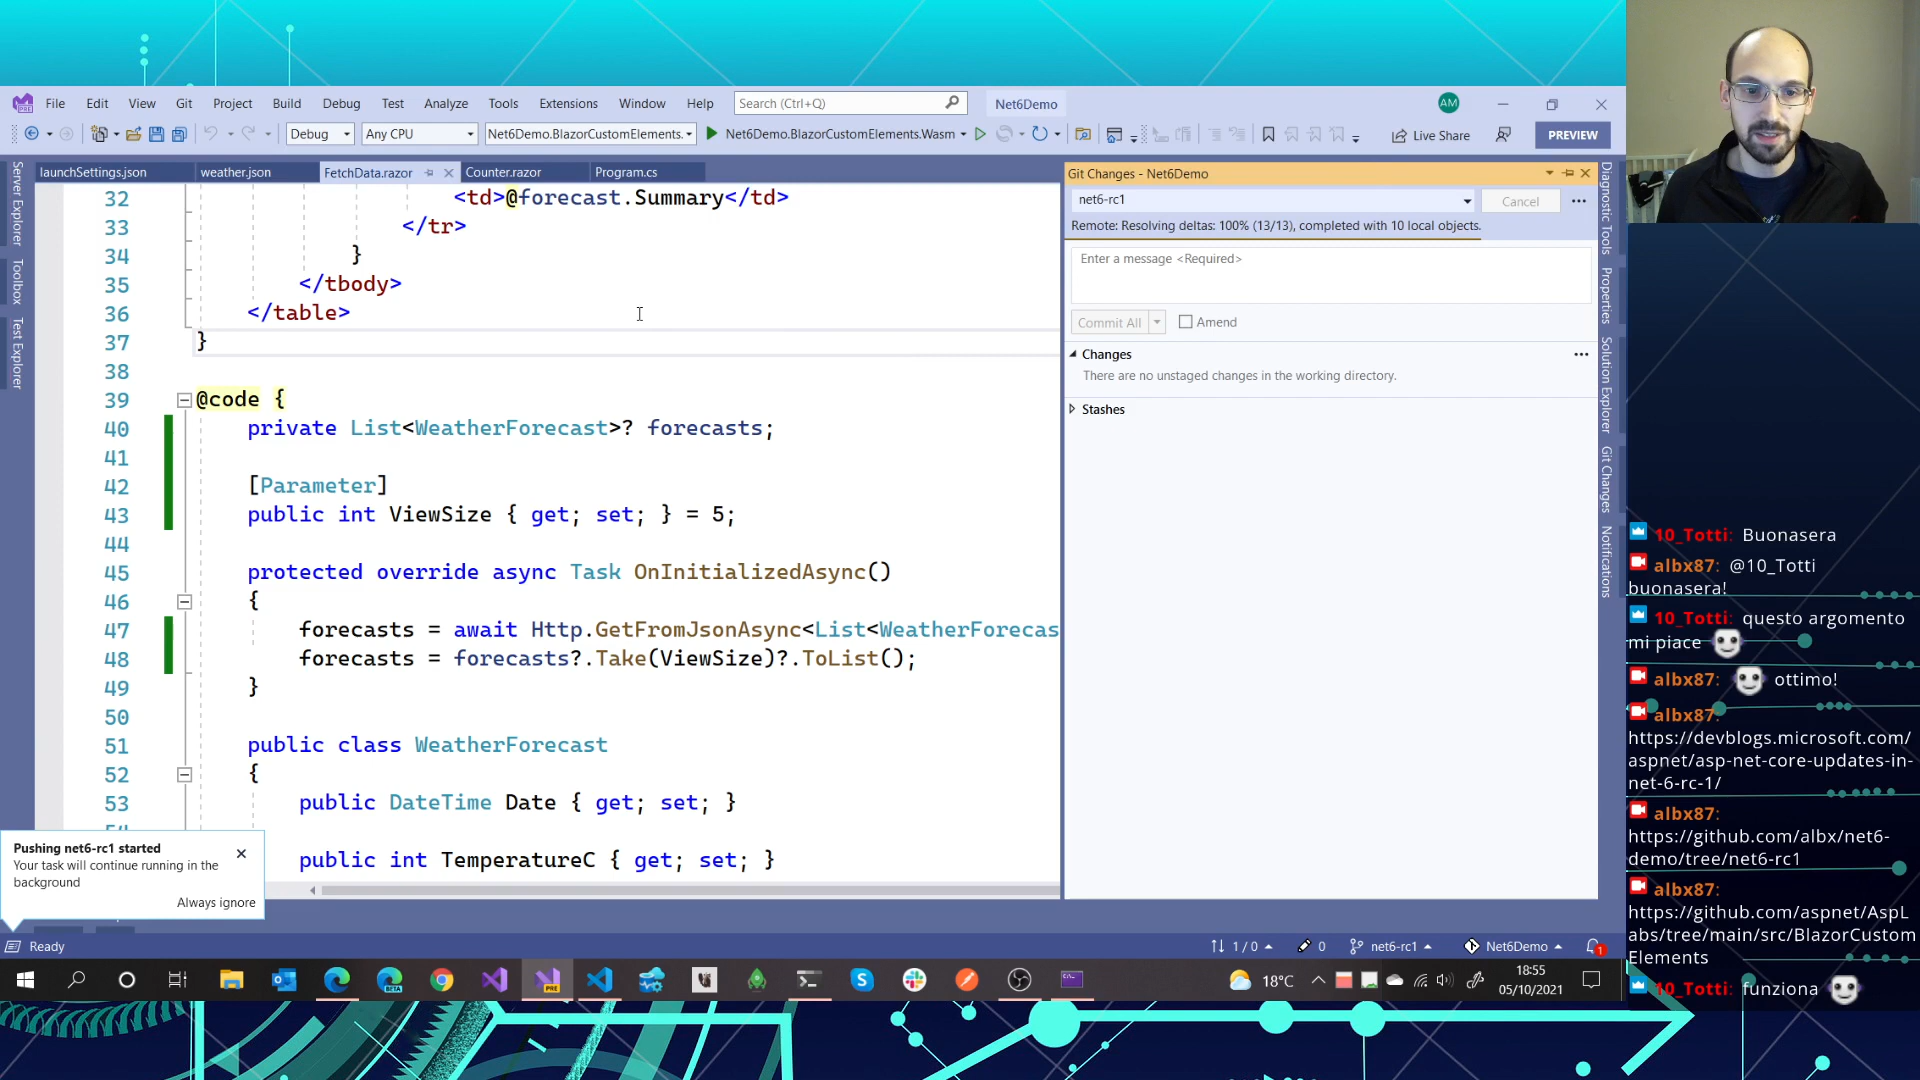 File Edit View Git Project Build Debug Test Analyze Tools Extensions Window Help Search (Ctrl+Q) Net6Demo AM
Debug Any CPU Net6Demo.BlazorCustomElements. Net6Demo.BlazorCustomElements.Wasm Live Share PREVIEW
launchSettings.json weather.json FetchData.razor Counter.razor Program.cs
Server Explorer
Toolbox
Test Explorer
32 <td>@forecast.Summary</td>
33 </tr>
34 }
35 </tbody>
36 </table>
37 }
38
39 @code {
40 private List<WeatherForecast>? forecasts;
41
42 [Parameter]
43 public int ViewSize { get; set; } = 5;
44
45 protected override async Task OnInitializedAsync()
46 {
47 forecasts = await Http.GetFromJsonAsync<List<WeatherForecas
48 forecasts = forecasts?.Take(ViewSize)?.ToList();
49 }
50
51 public class WeatherForecast
52 {
53 public DateTime Date { get; set; }
public int TemperatureC { get; set; }
Pushing net6-rc1 started
Your task will continue running in the
background
Always ignore
Git Changes - Net6Demo
net6-rc1 Cancel
Remote: Resolving deltas: 100% (13/13), completed with 10 local objects.
Enter a message <Required>
Commit All Amend
Changes
There are no unstaged changes in the working directory.
Stashes
Diagnostic Tools
Properties
Solution Explorer
Git Changes
Notifications
Ready 1 / 0 0 net6-rc1 Net6Demo 1
BETA PRE 18°C 18:55
05/10/2021
10_Totti: Buonasera
albx87: @10_Totti
buonasera!
10_Totti: questo argomento
mi piace
albx87: ottimo!
albx87:
https://devblogs.microsoft.com/
aspnet/asp-net-core-updates-in-
net-6-rc-1/
albx87:
https://github.com/albx/net6-
demo/tree/net6-rc1
albx87:
https://github.com/aspnet/AspL
abs/tree/main/src/BlazorCustom
Elements
10_Totti: funziona